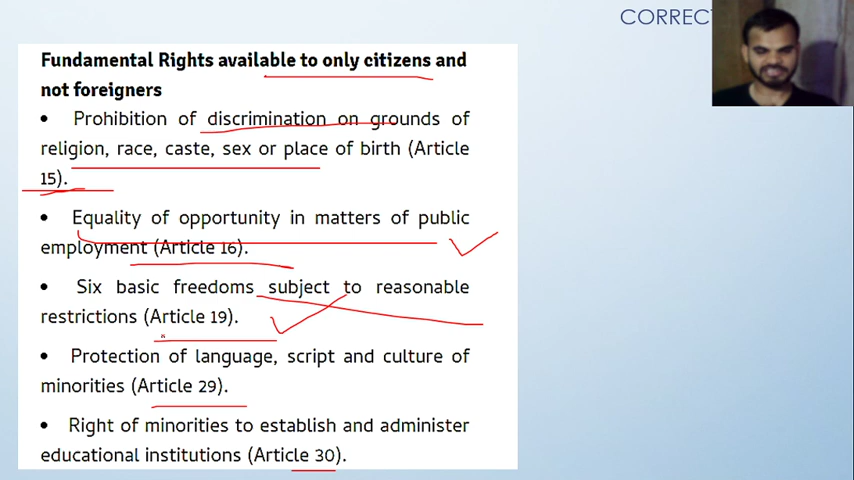 CORRECT
Fundamental Rights available to only citizens and
not foreigners
• Prohibition of discrimination on grounds of
religion, race, caste, sex or place of birth (Article
15).
• Equality of opportunity in matters of public
employment (Article 16).
• Six basic freedoms subject to reasonable
restrictions (Article 19).
• Protection of language, script and culture of
minorities (Article 29).
• Right of minorities to establish and administer
educational institutions (Article 30).